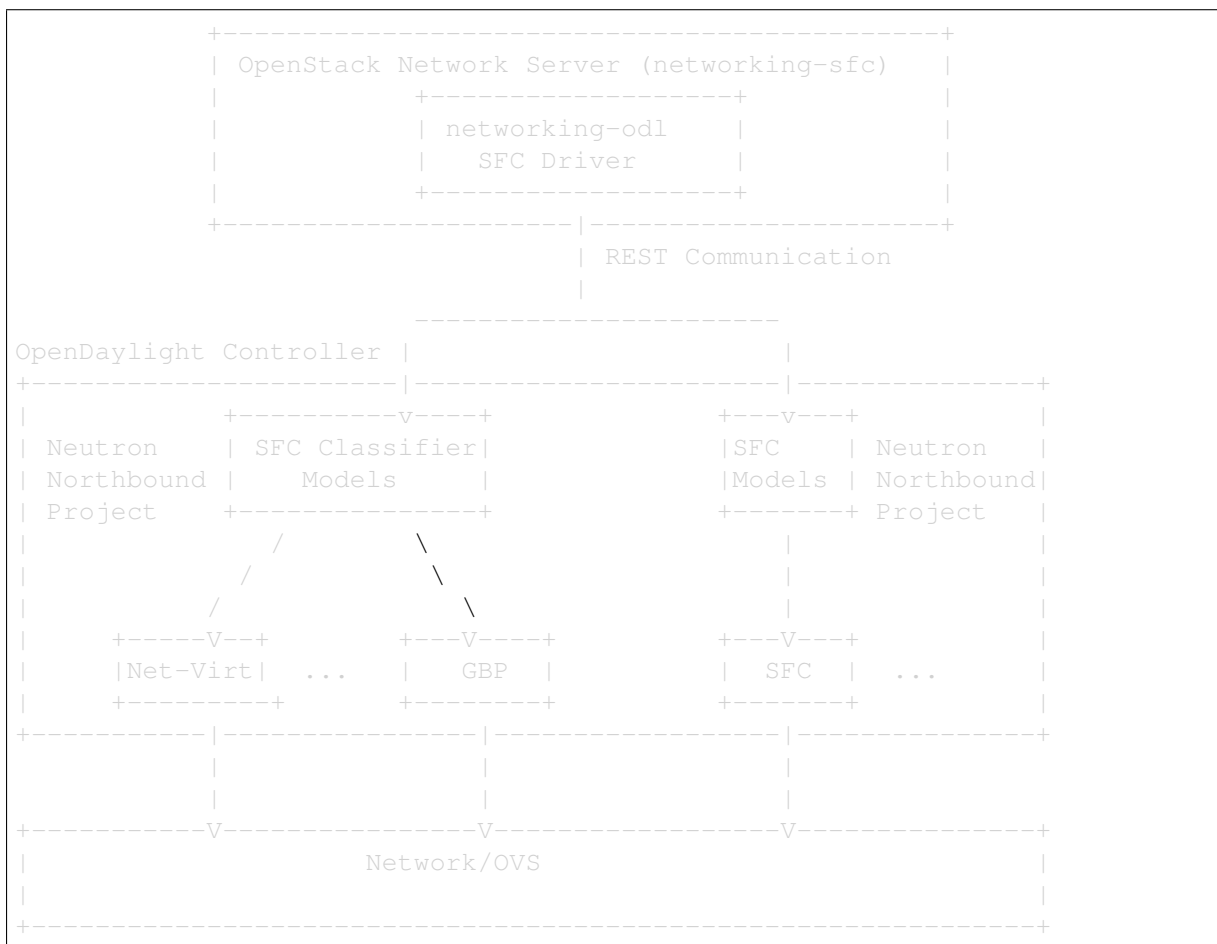 +---------------------------------------------+
| OpenStack Network Server (networking-sfc)   |
|            +-------------------+            |
|            | networking-odl    |            |
|            |   SFC Driver      |            |
|            +-------------------+            |
+----------------------|----------------------+
| REST Communication
|
-----------------------
OpenDaylight Controller |                       |
+-----------------------|-----------------------|---------------+
|            +----------v----+              +---v---+           |
| Neutron    | SFC Classifier|              |SFC    | Neutron   |
| Northbound |    Models     |              |Models | Northbound|
| Project    +---------------+              +-------+ Project   |
|               /        \                      |               |
|             /           \                     |               |
|           /               \                   |               |
|     +-----V--+        +---V----+          +---V---+           |
|     |Net-Virt|  ...   |   GBP  |          |  SFC  |  ...      |
|     +---------+       +--------+          +-------+           |
+-----------|----------------|------------------|---------------+
|                |                  |
|                |                  |
+-----------V----------------V------------------V---------------+
|                     Network/OVS                               |
|                                                               |
+---------------------------------------------------------------+